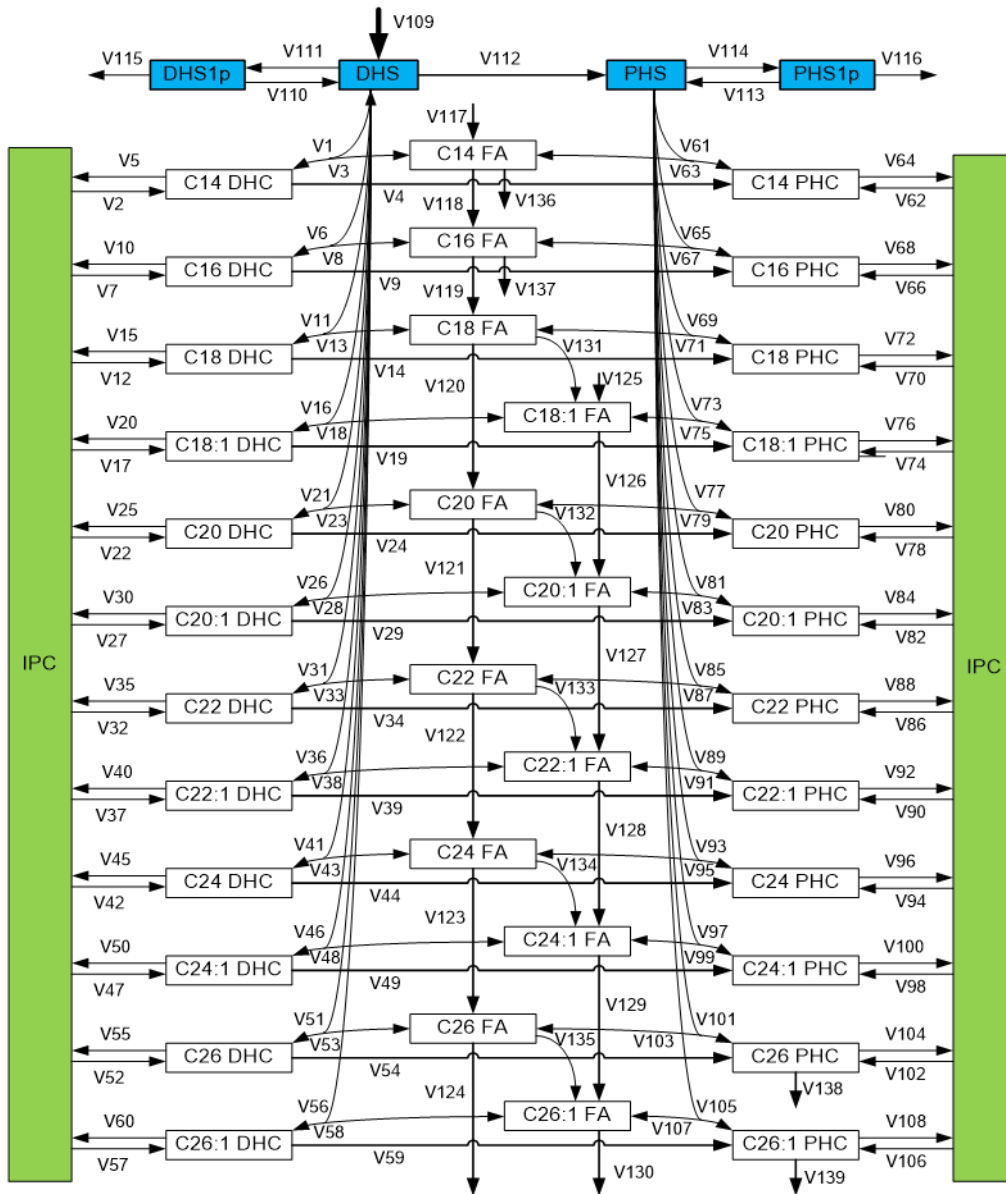 V109
V115 V111 V114 V116
DHS1p DHS V112 PHS PHS1p
V110 V113
V117
V1 C14 FA V61
V5 V3 V63 V64
C14 DHC V4 C14 PHC
V2 V118 V136 V62
V6 C16 FA V65
V10 V8 V67 V68
C16 DHC V9 C16 PHC
V7 V119 V137 V66
V11 C18 FA V69
V15 V13 V131 V71 V72
C18 DHC V14 C18 PHC
V12 V120 V125 V70
V16 C18:1 FA V73
V20 V18 V75 V76
C18:1 DHC V19 C18:1 PHC
V17 V126 V74
V21 C20 FA V77
V25 V23 V132 V79 V80
C20 DHC V24 C20 PHC
V22 V121 V78
V26 C20:1 FA V81
V30 V28 V83 V84
C20:1 DHC V29 C20:1 PHC
V27 V127 V82
IPC IPC
V31 C22 FA V85
V35 V33 V133 V87 V88
C22 DHC V34 C22 PHC
V32 V122 V86
V36 C22:1 FA V89
V40 V38 V91 V92
C22:1 DHC V39 C22:1 PHC
V37 V128 V90
V41 C24 FA V93
V45 V43 V134 V95 V96
C24 DHC V44 C24 PHC
V42 V123 V94
V46 C24:1 FA V97
V50 V48 V99 V100
C24:1 DHC V49 C24:1 PHC
V47 V129 V98
V51 C26 FA V101
V55 V53 V135 V103 V104
C26 DHC V54 C26 PHC
V52 V124 V138 V102
V56 C26:1 FA V105
V60 V58 V107 V108
C26:1 DHC V59 C26:1 PHC
V57 V130 V139 V106